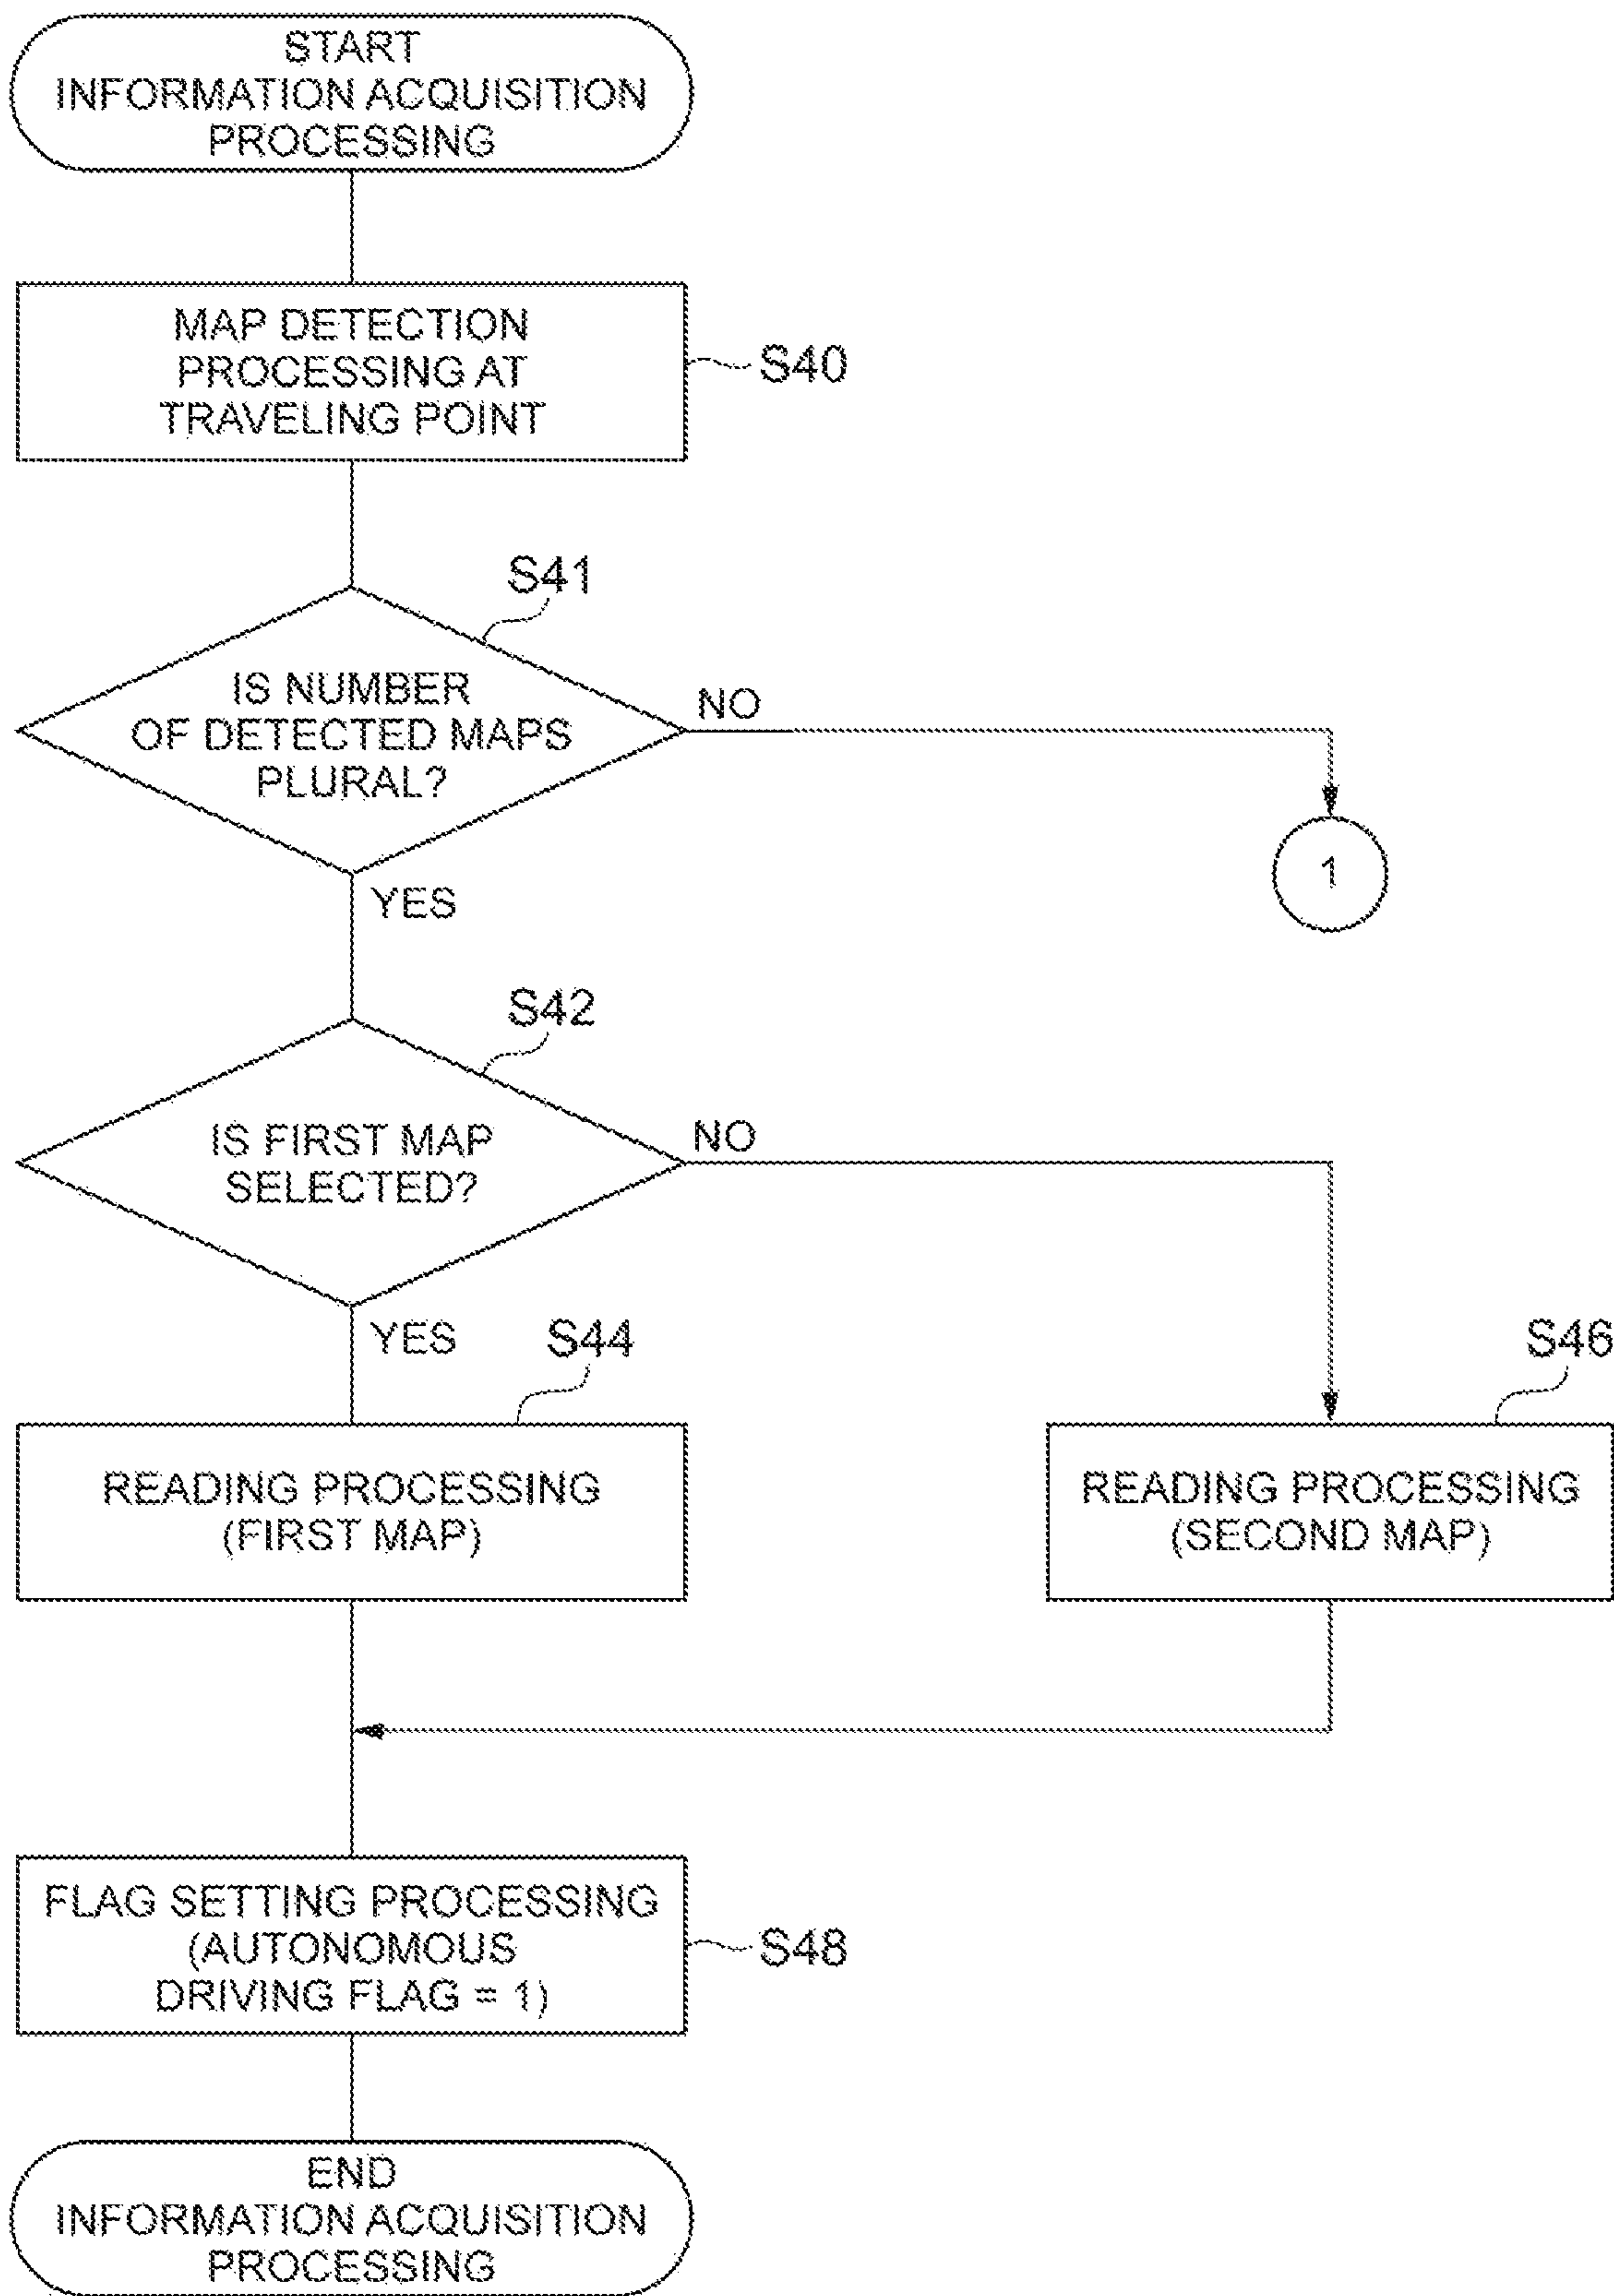 START
INFORMATION ACQUISITION
PROCESSING
MAP DETECTION
PROCESSING AT
TRAVELING POINT
S40
S41
IS NUMBER
OF DETECTED MAPS
PLURAL?
NO
1
YES
S42
IS FIRST MAP
SELECTED?
NO
YES
S44
S46
READING PROCESSING
(FIRST MAP)
READING PROCESSING
(SECOND MAP)
FLAG SETTING PROCESSING
(AUTONOMOUS
DRIVING FLAG = 1)
S48
END
INFORMATION ACQUISITION
PROCESSING